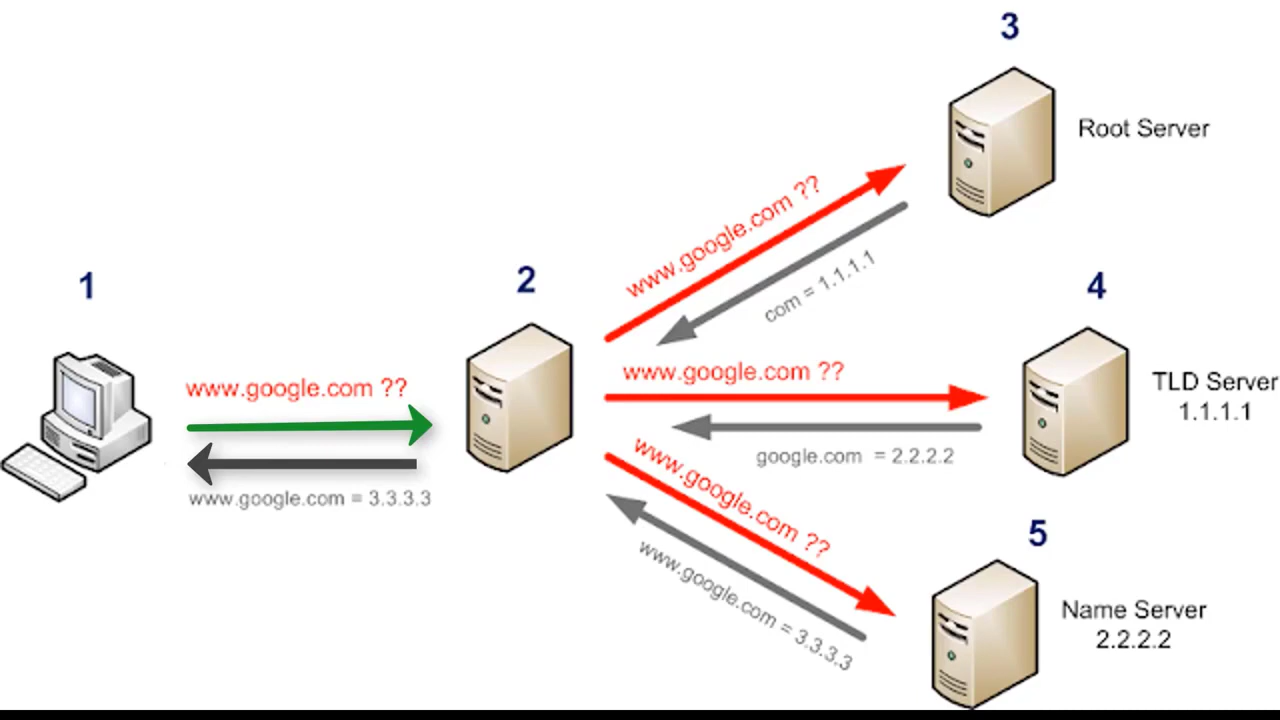 3
Root Server
www.google.com ??
com = 1.1.1.1
1
2
4
www.google.com ??
www.google.com ??
TLD Server
1.1.1.1
google.com = 2.2.2.2
www.google.com = 3.3.3.3
www.google.com ??
5
www.google.com = 3.3.3.3
Name Server
2.2.2.2